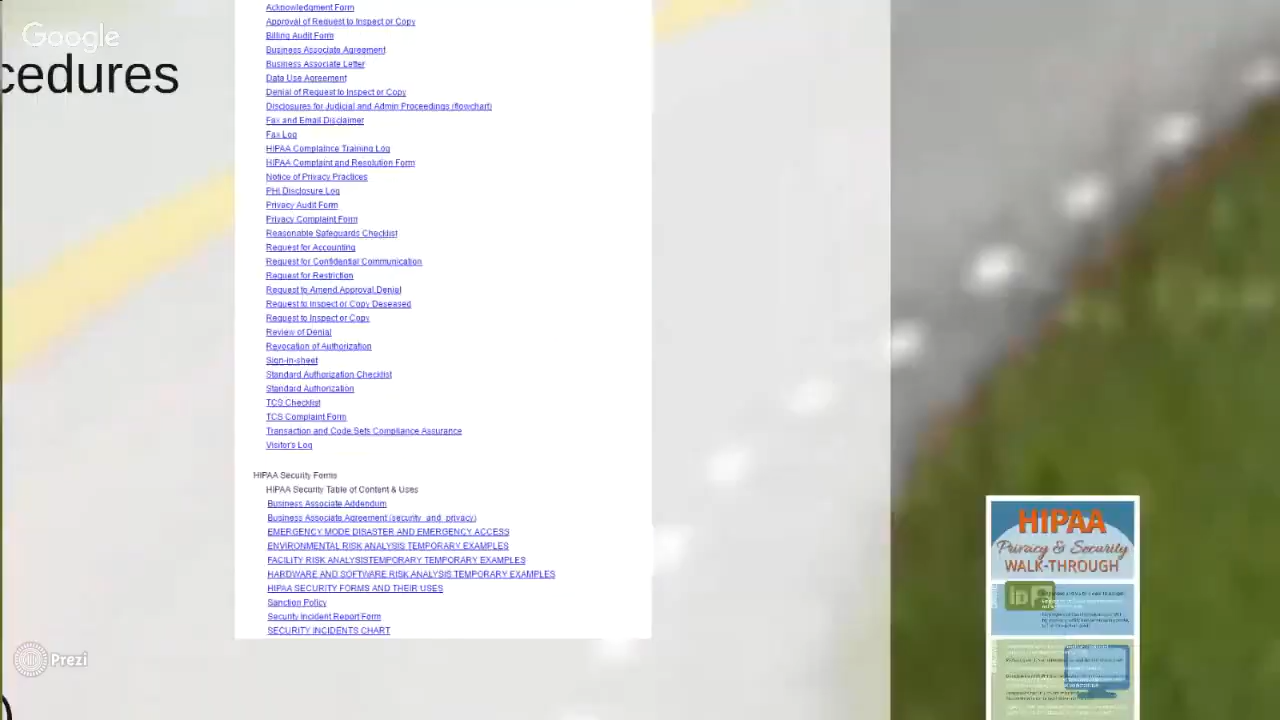 Google
cedures
Acknowledgment Form
Approval of Request to Inspect or Copy
Billing Audit Form
Business Associate Agreement
Business Associate Letter
Data Use Agreement
Denial of Request to Inspect or Copy
Disclosures for Judicial and Admin Proceedings (flowchart)
Fax and Email Disclaimer
Fax Log
HIPAA Complaince Training Log
HIPAA Complaint and Resolution Form
Notice of Privacy Practices
PHI Disclosure Log
Privacy Audit Form
Privacy Complaint Form
Reasonable Safeguards Checklist
Request for Accounting
Request for Confidential Communication
Request for Restriction
Request to Amend,Approval,Denial
Request to Inspect or Copy Deseased
Request to Inspect or Copy
Review of Denial
Revocation of Authorization
Sign-in-sheet
Standard Authorization Checklist
Standard Authorization
TCS Checklist
TCS Complaint Form
Transaction and Code Sets Compliance Assurance
Visitor's Log
HIPAA Security Forms
HIPAA Security Table of Content & Uses
Business Associate Addendum
Business Associate Agreement (security_and_privacy)
EMERGENCY MODE DISASTER AND EMERGENCY ACCESS
ENVIRONMENTAL RISK ANALYSIS TEMPORARY EXAMPLES
FACILITY RISK ANALYSISTEMPORARY TEMPORARY EXAMPLES
HARDWARE AND SOFTWARE RISK ANALYSIS TEMPORARY EXAMPLES
HIPAA SECURITY FORMS AND THEIR USES
Sanction Policy
Security Incident Report Form
SECURITY INCIDENTS CHART
HIPAA
Privacy & Security
WALK-THROUGH
Prezi